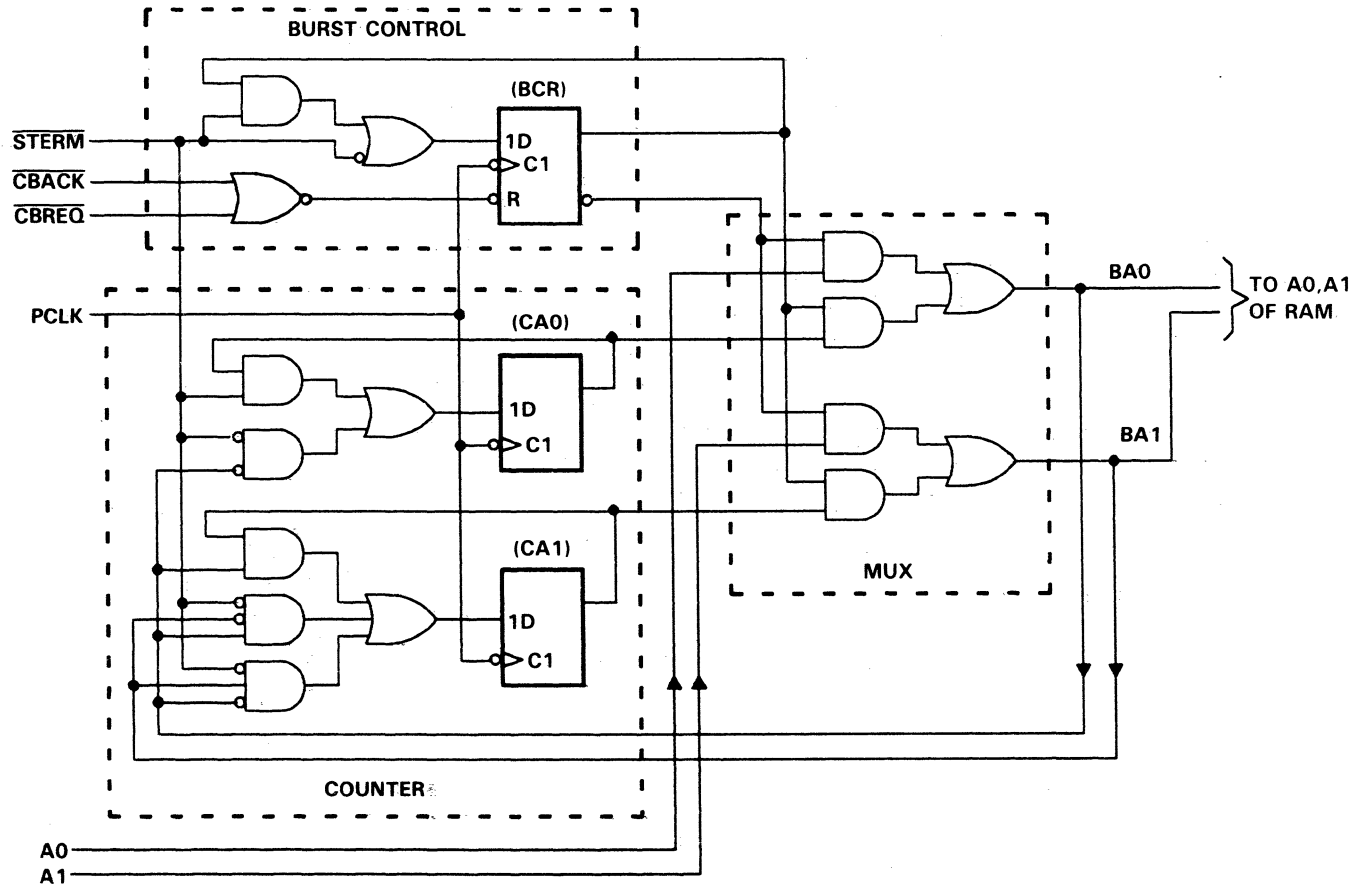 BURST CONTROL
(BCR)
STERM
1D
C1
CBACK
R
CBREQ
BA0
TO A0,A1
OF RAM
PCLK
(CA0)
1D
C1
BA1
(CA1)
MUX
1D
C1
COUNTER
A0
A1